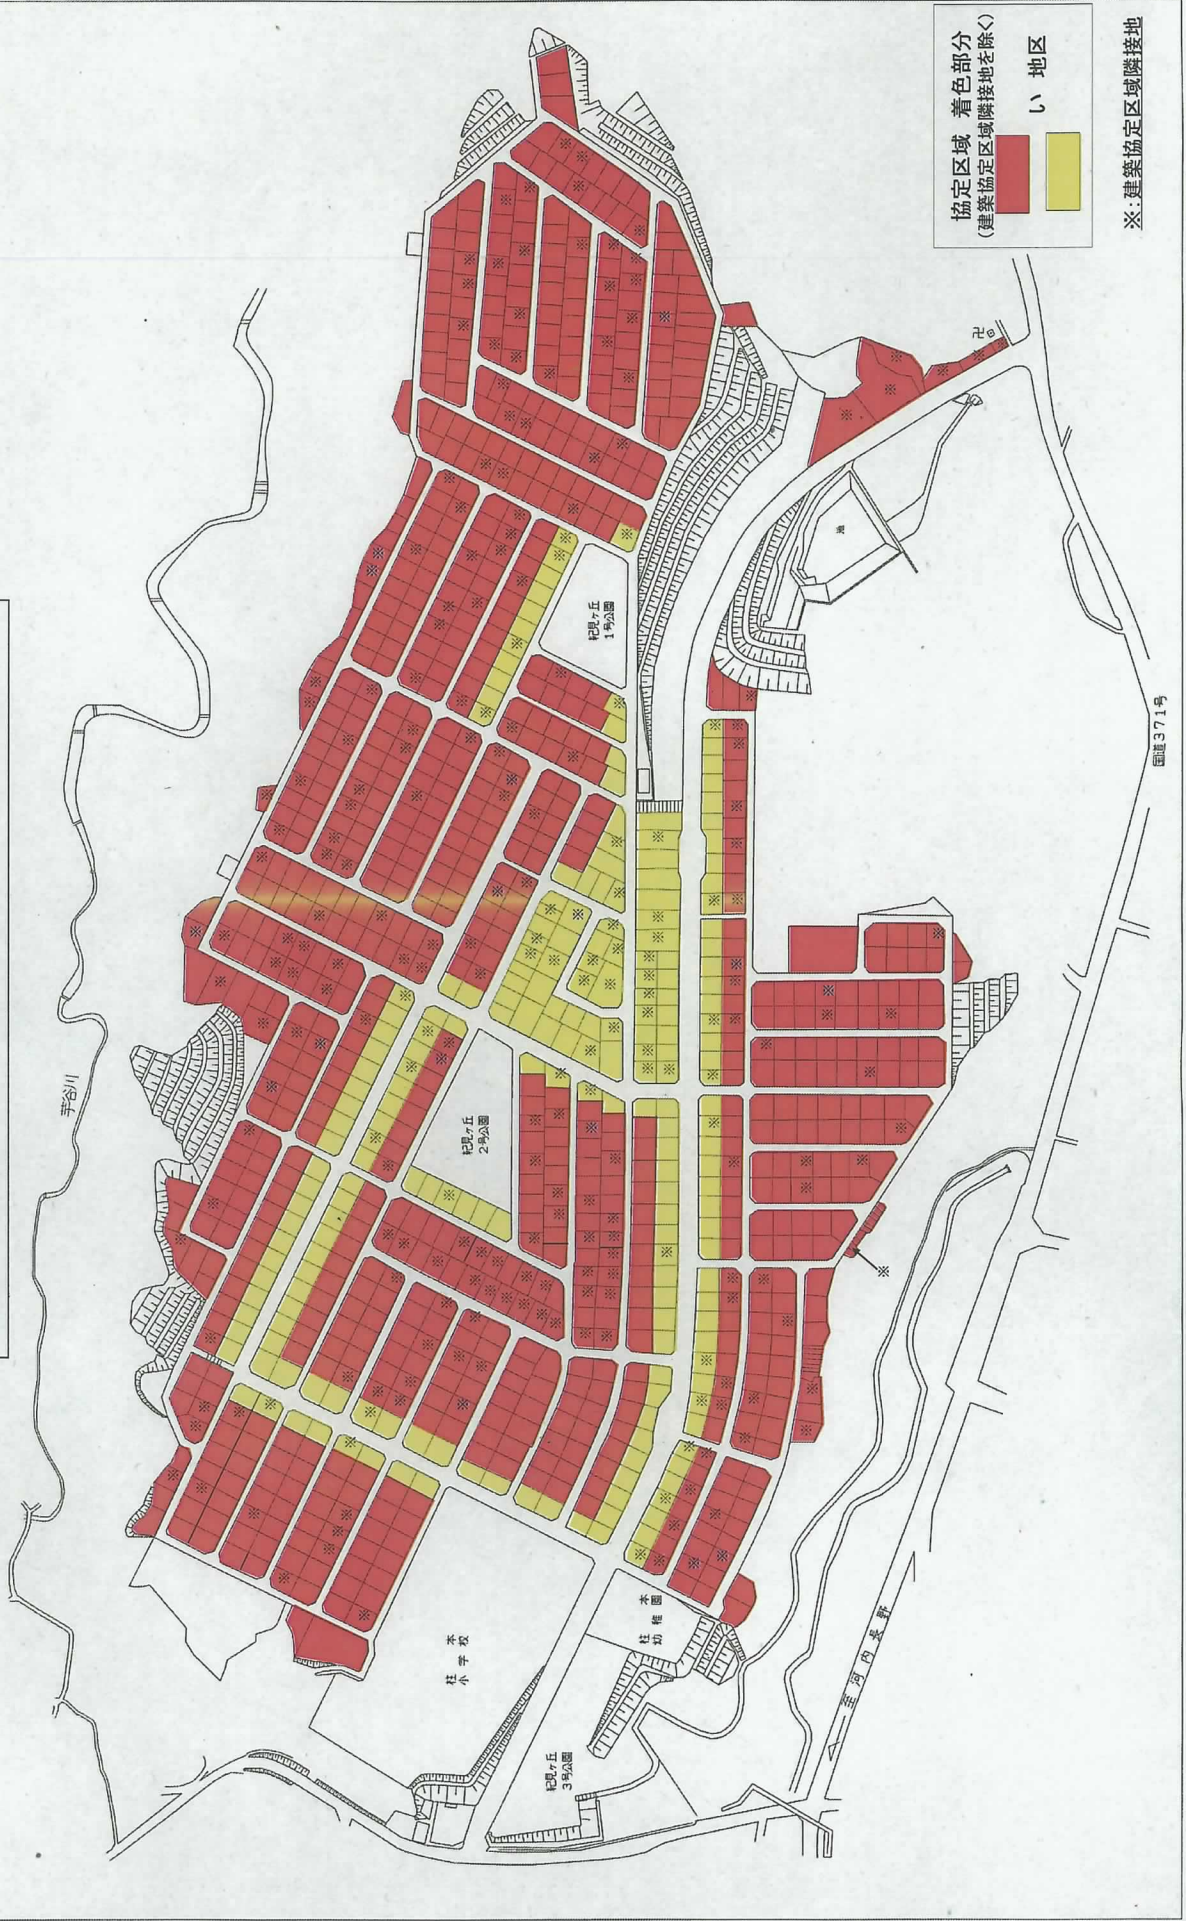 協定区域 着色部分
(建築協定区域隣接地を除く)
い 地区
※:建築協定区域隣接地
芋谷川
紀見ヶ丘
1号公園
紀見ヶ丘
2号公園
池
国道371号
柱本
小学校
柱本
幼稚園
紀見ヶ丘
3号公園
至河内長野
※